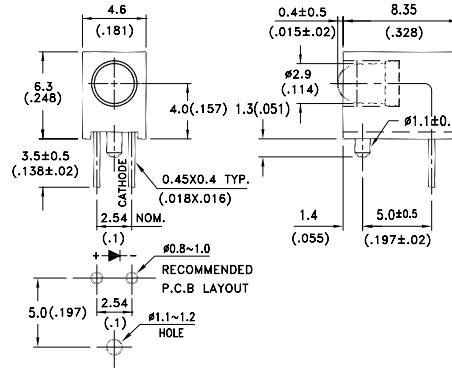 4.6
(.181)
0.4±0.5
(.015±.02)
8.35
(.328)
6.3
(.248)
ø2.9
(.114)
4.0(.157)
1.3(.051)
ø1.1±0.
3.5±0.5
(.138±.02)
CATHODE
0.45X0.4 TYP.
(.018X.016)
2.54 NOM.
(.1)
1.4
(.055)
5.0±0.5
(.197±.02)
+ -
ø0.8~1.0
RECOMMENDED
P.C.B LAYOUT
5.0(.197)
2.54
(.1)
ø1.1~1.2
HOLE